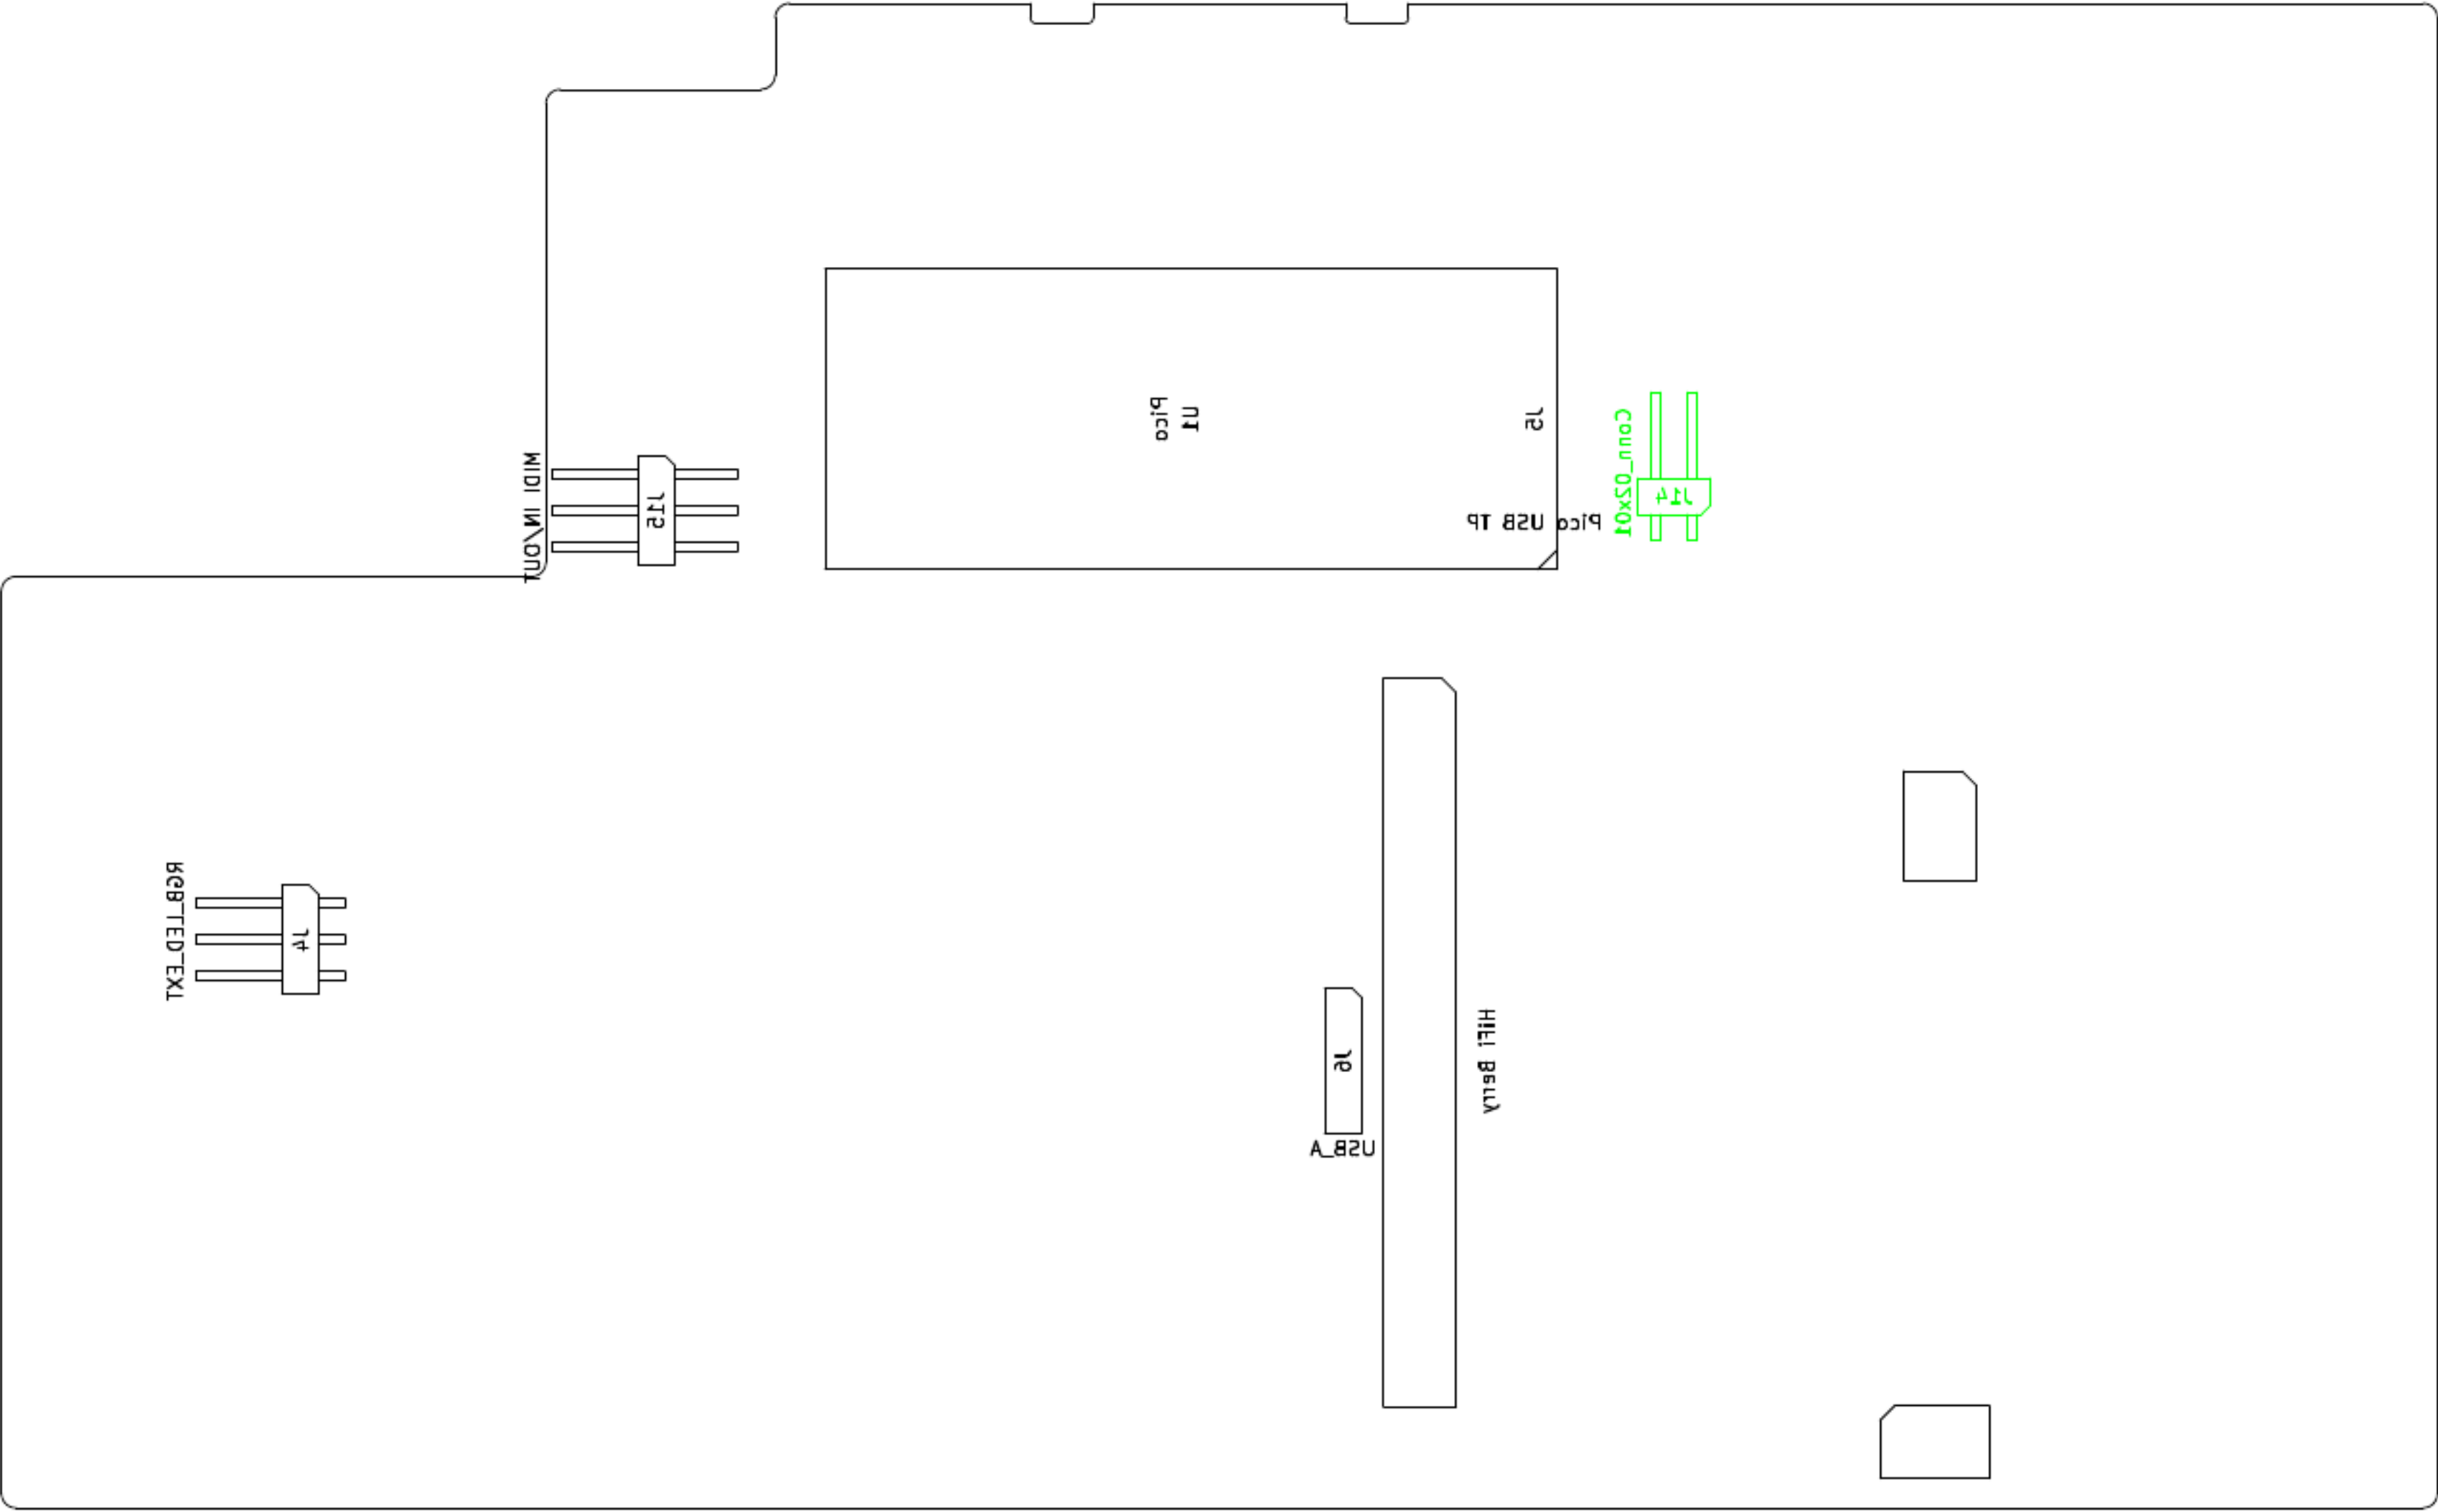 Pico
U1
J5
Conn_02x01
J14
MIDI IN/OUT
J15
Pico USB TP
RGB_LED_EXT
J4
HiFi Berry
J6
USB_A